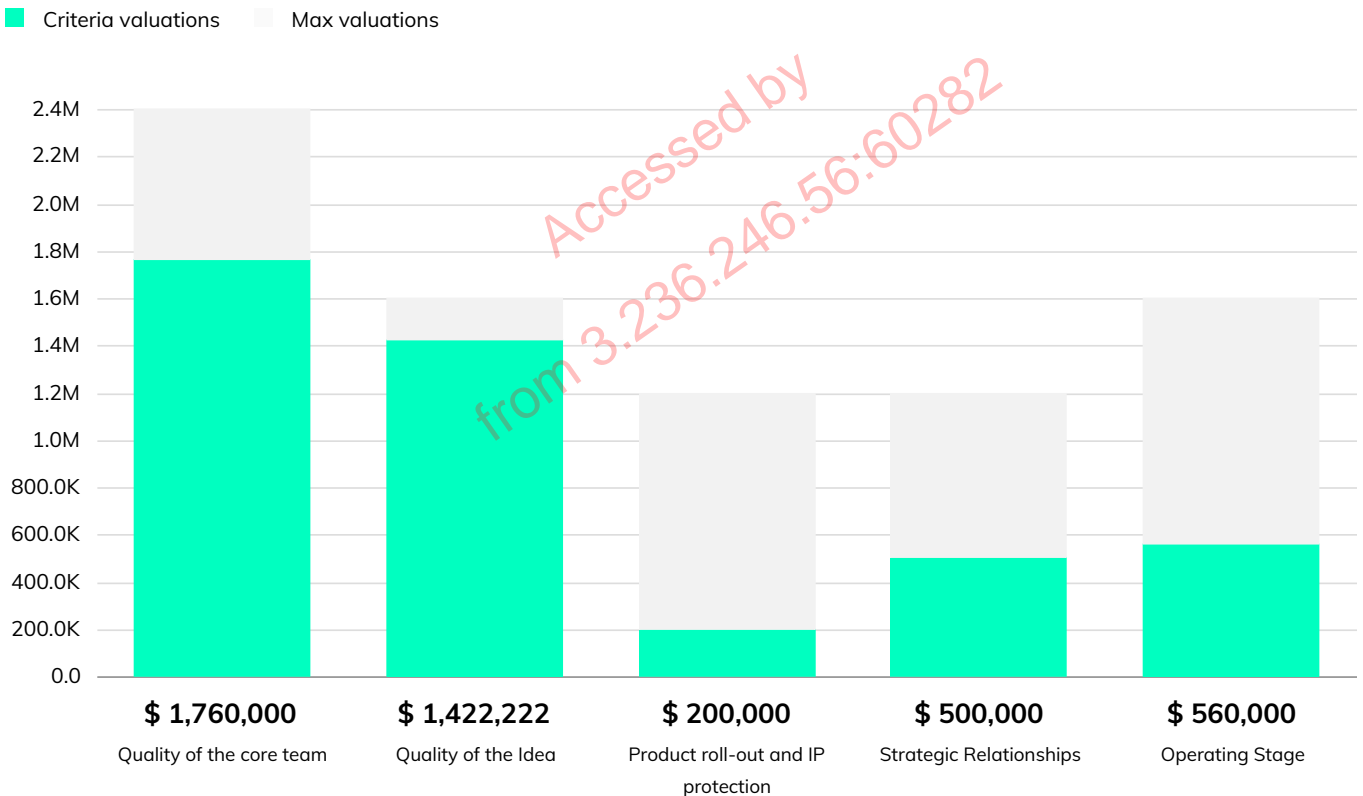 Criteria valuations Max valuations
Accessed by
from 3.236.246.56:60282
2.4M
2.2M
2.0M
1.8M
1.6M
1.4M
1.2M
1.0M
800.0K
600.0K
400.0K
200.0K
0.0
$ 1,760,000 $ 1,422,222 $ 200,000 $ 500,000 $ 560,000
Quality of the core team Quality of the Idea Product roll-out and IP Strategic Relationships Operating Stage
protection